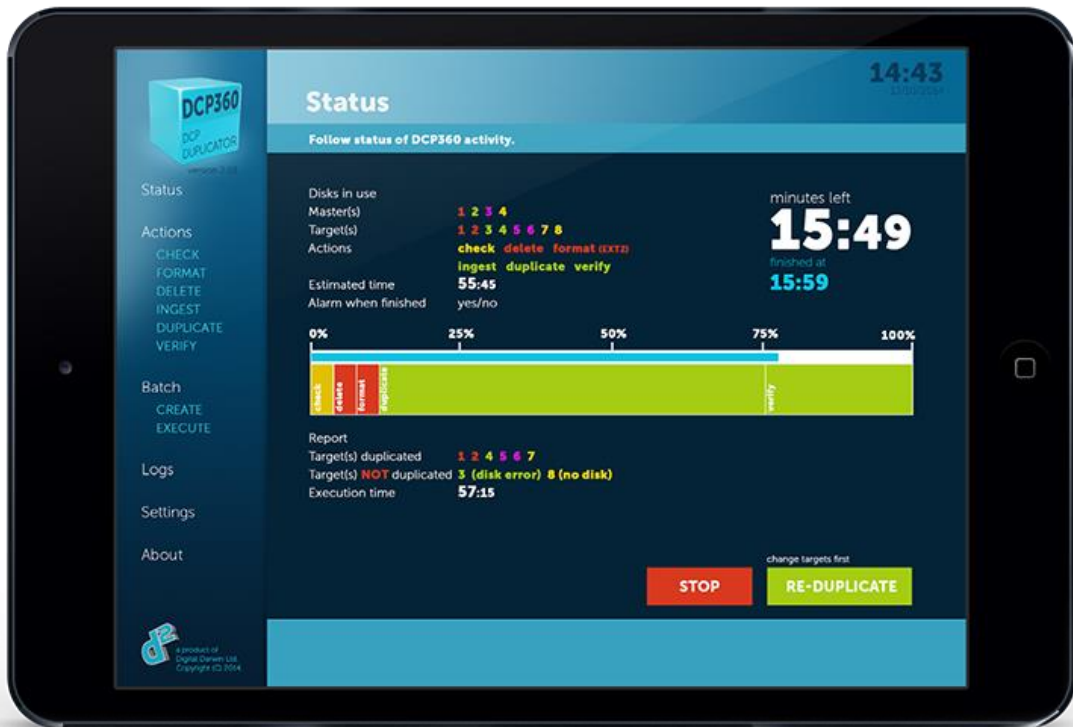 14:43
DCP360
DCP
DUPLICATOR
Status
Follow status of DCP360 activity.
Status
Actions
CHECK
FORMAT
DELETE
INGEST
DUPLICATE
VERIFY
Batch
CREATE
EXECUTE
Logs
Settings
About
d2
a product of
Digital Darwin Ltd.
Copyright (C) 2014
Disks in use
Master(s) 1 2 3 4
Target(s) 1 2 3 4 5 6 7 8
Actions check delete format (EXT2)
ingest duplicate verify
Estimated time 55:45
Alarm when finished yes/no
minutes left
15:49
finished at
15:59
0% 25% 50% 75% 100%
check delete format duplicate verify
Report
Target(s) duplicated 1 2 4 5 6 7
Target(s) NOT duplicated 3 (disk error) 8 (no disk)
Execution time 57:15
change targets first
STOP RE-DUPLICATE